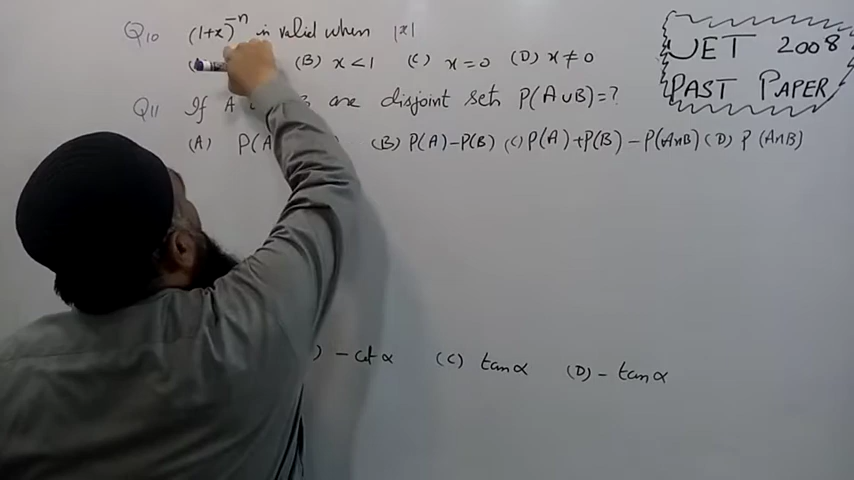 Q10 (1+x)^-n is valid when |x|
(B) x < 1 (C) x = 0 (D) x ≠ 0
Q11 If A B are disjoint set P(A∪B)=?
(A) P(A (B) P(A)-P(B) (C) P(A)+P(B)-P(A∩B) (D) P(A∩B)
) - cot α (C) tan α (D) - tan α
UET 2008
PAST PAPER